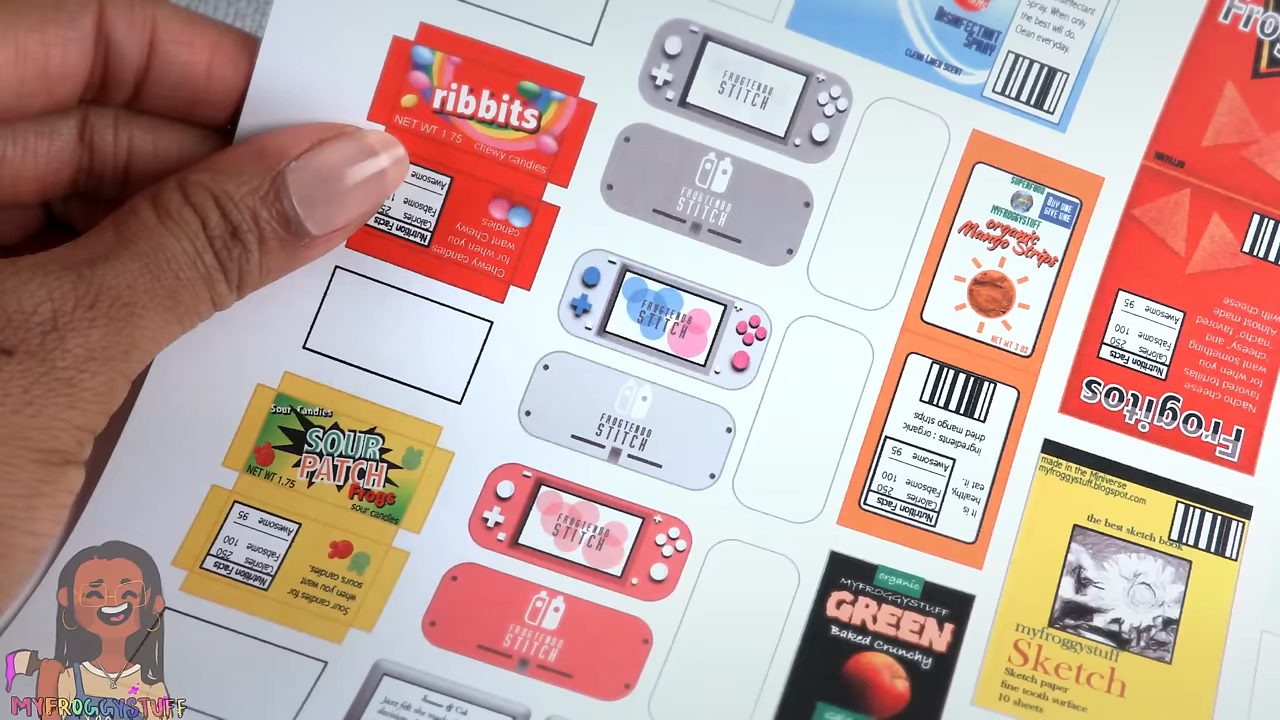 ribbits
NET WT 1.75
chewy candies
Nutrition Facts
Calories 250
Fabsome
Awesome
Chewy candies
for when you
want Chewy
Candies
Sour Candies
SOUR
PATCH
Frogs
NET WT 1.75
sour candies
Nutrition Facts
Calories 250
Fabsome 100
Awesome 95
Sour candies for
when you want
sours candies.
FROGTENDO
STITCH
FROGTENDO
STITCH
FROGTENDO
STITCH
FROGTENDO
STITCH
FROGTENDO
STITCH
FROGTENDO
STITCH
DISINFECTANT
SPRAY
CLEAN LINEN SCENT
Spray. When only
the best will do.
Clean everyday.
SUPERFOOD
MYFROGGYSTUFF
BUY ONE
GIVE ONE
organic
Mango Strips
NET WT 3 OZ
ingredients : organic
dried mango strips
Nutrition Facts
Calories 250
Fabsome 100
Awesome 95
It is
healthy,
eat it.
Frogitos
Nacho cheese
flavored tortillas
for when you
want something
"cheesy" and
"nacho" favored
Almost made
with cheese
Nutrition Facts
Calories 250
Fabsome 100
Awesome 95
organic
MYFROGGYSTUFF
GREEN
Baked Crunchy
made in the Miniverse
myfroggystuff.blogspot.com
the best sketch book
myfroggystuff
Sketch
Sketch paper
fine tooth surface
10 sheets
MYFROGGYSTUFF